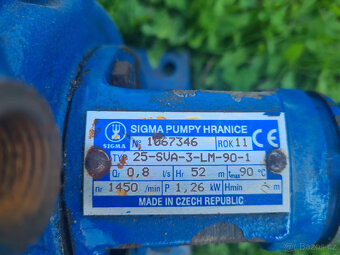 SIGMA PUMPY HRANICE
SIGMA
№ 1067346 ROK 11
CE
TYP 25-SVA-3-LM-90-1
Qr 0,8 l/s Hr 52 m tmax 90 °C
nr 1450 /min P 1,26 kW Hmin m
MADE IN CZECH REPUBLIC